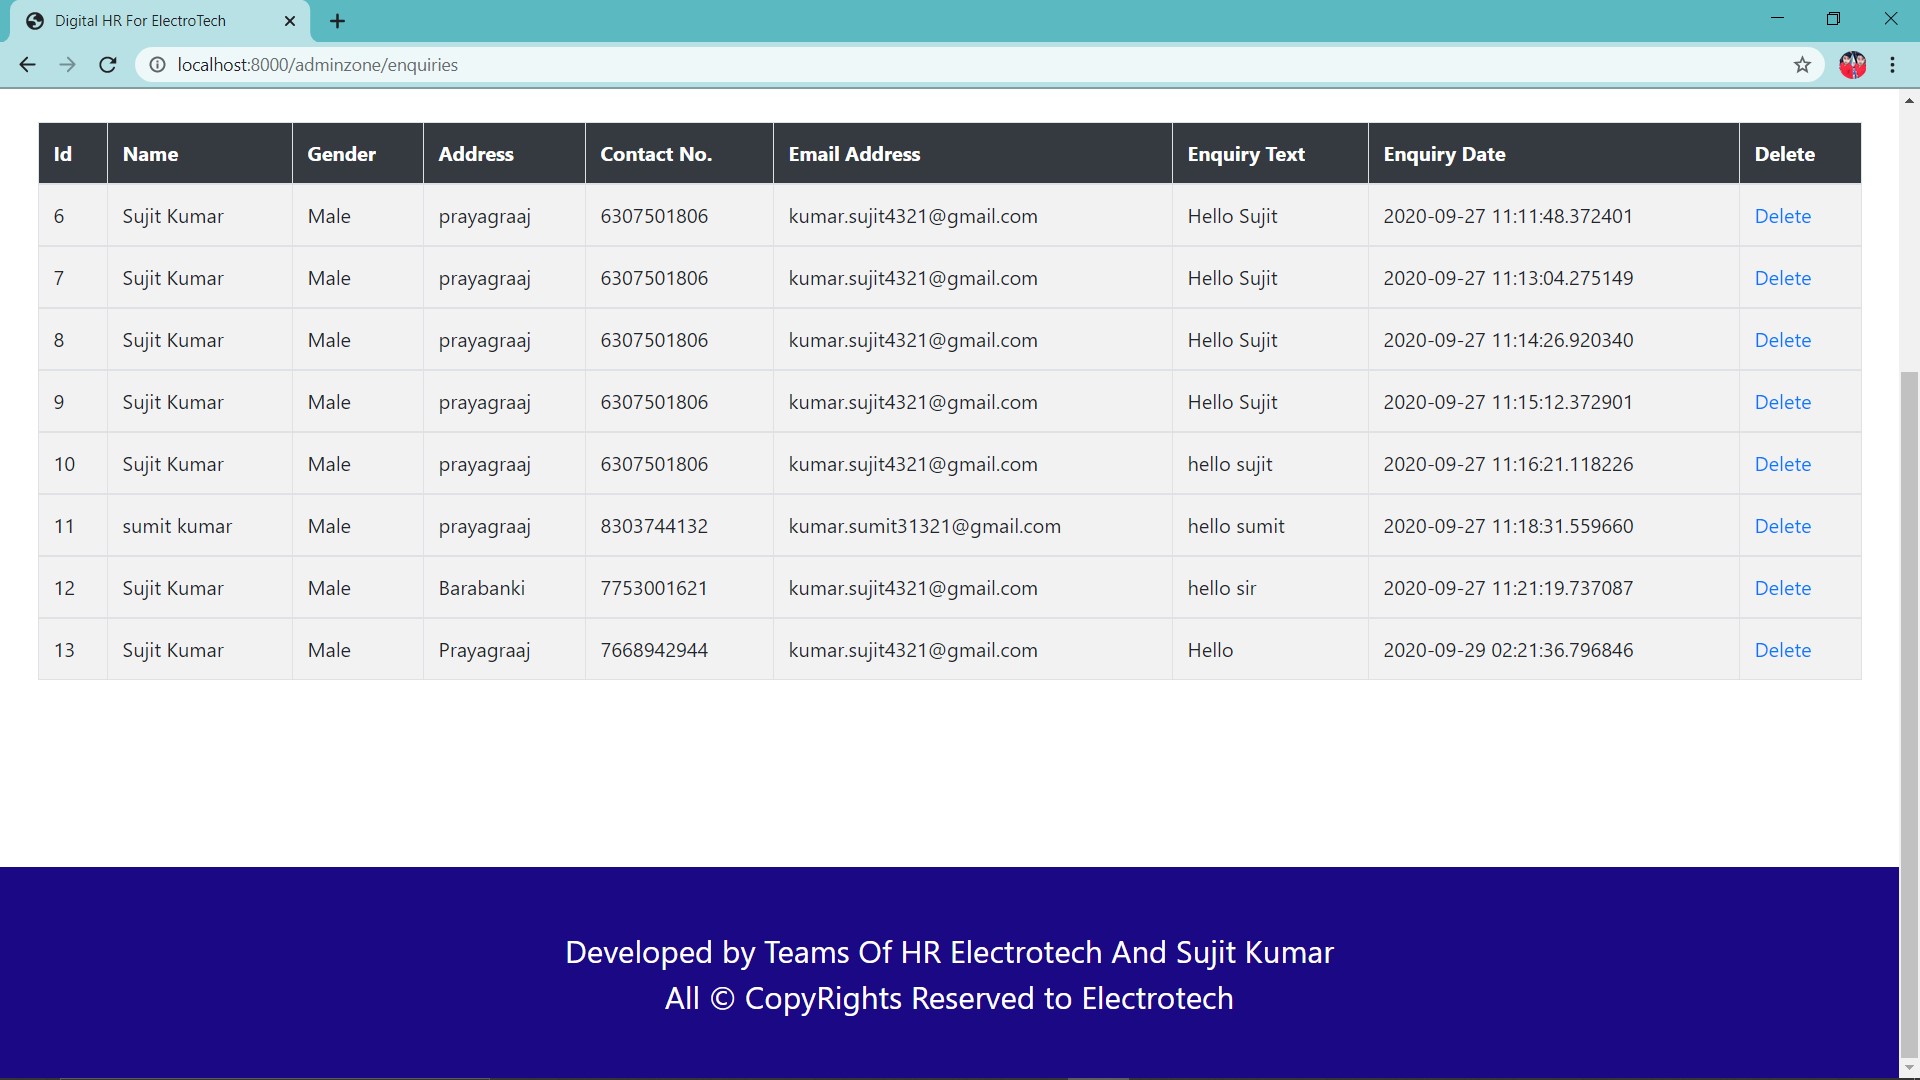 Digital HR For ElectroTech
localhost:8000/adminzone/enquiries
Id Name Gender Address Contact No. Email Address Enquiry Text Enquiry Date Delete
6 Sujit Kumar Male prayagraaj 6307501806 kumar.sujit4321@gmail.com Hello Sujit 2020-09-27 11:11:48.372401 Delete
7 Sujit Kumar Male prayagraaj 6307501806 kumar.sujit4321@gmail.com Hello Sujit 2020-09-27 11:13:04.275149 Delete
8 Sujit Kumar Male prayagraaj 6307501806 kumar.sujit4321@gmail.com Hello Sujit 2020-09-27 11:14:26.920340 Delete
9 Sujit Kumar Male prayagraaj 6307501806 kumar.sujit4321@gmail.com Hello Sujit 2020-09-27 11:15:12.372901 Delete
10 Sujit Kumar Male prayagraaj 6307501806 kumar.sujit4321@gmail.com hello sujit 2020-09-27 11:16:21.118226 Delete
11 sumit kumar Male prayagraaj 8303744132 kumar.sumit31321@gmail.com hello sumit 2020-09-27 11:18:31.559660 Delete
12 Sujit Kumar Male Barabanki 7753001621 kumar.sujit4321@gmail.com hello sir 2020-09-27 11:21:19.737087 Delete
13 Sujit Kumar Male Prayagraaj 7668942944 kumar.sujit4321@gmail.com Hello 2020-09-29 02:21:36.796846 Delete
Developed by Teams Of HR Electrotech And Sujit Kumar
All © CopyRights Reserved to Electrotech